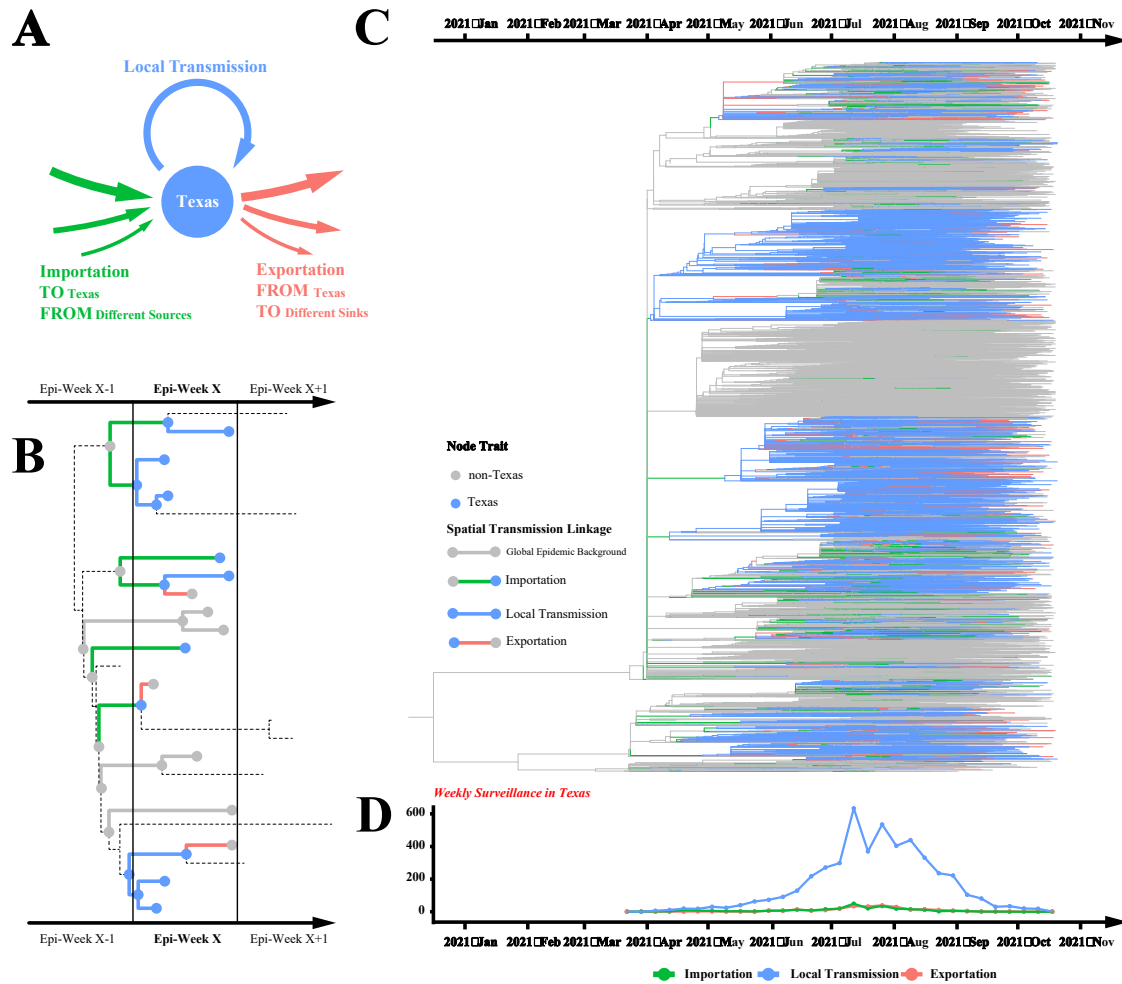 A
Local Transmission
Texas
Importation
TO Texas
FROM Different Sources
Exportation
FROM Texas
TO Different Sinks
B
Epi-Week X-1 Epi-Week X Epi-Week X+1
Epi-Week X-1 Epi-Week X Epi-Week X+1
C
2021□Jan 2021□Feb 2021□Mar 2021□Apr 2021□May 2021□Jun 2021□Jul 2021□Aug 2021□Sep 2021□Oct 2021□Nov
Node Trait
non-Texas
Texas
Spatial Transmission Linkage
Global Epidemic Background
Importation
Local Transmission
Exportation
D
Weekly Surveillance in Texas
600
400
200
0
2021□Jan 2021□Feb 2021□Mar 2021□Apr 2021□May 2021□Jun 2021□Jul 2021□Aug 2021□Sep 2021□Oct 2021□Nov
Importation Local Transmission Exportation